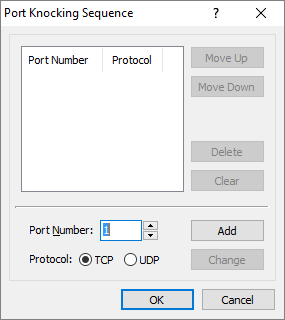 Port Knocking Sequence ? ×
Port Number Protocol
Move Up
Move Down
Delete
Clear
Port Number: 1 Add
Protocol: TCP UDP Change
OK Cancel